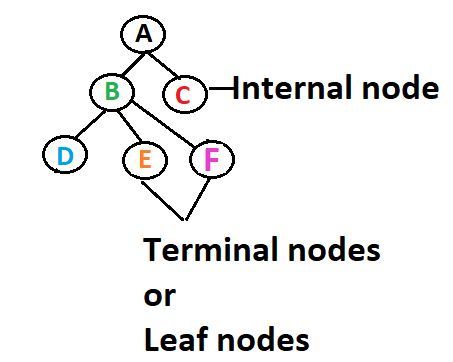 A
B C Internal node
D E F
Terminal nodes
or
Leaf nodes